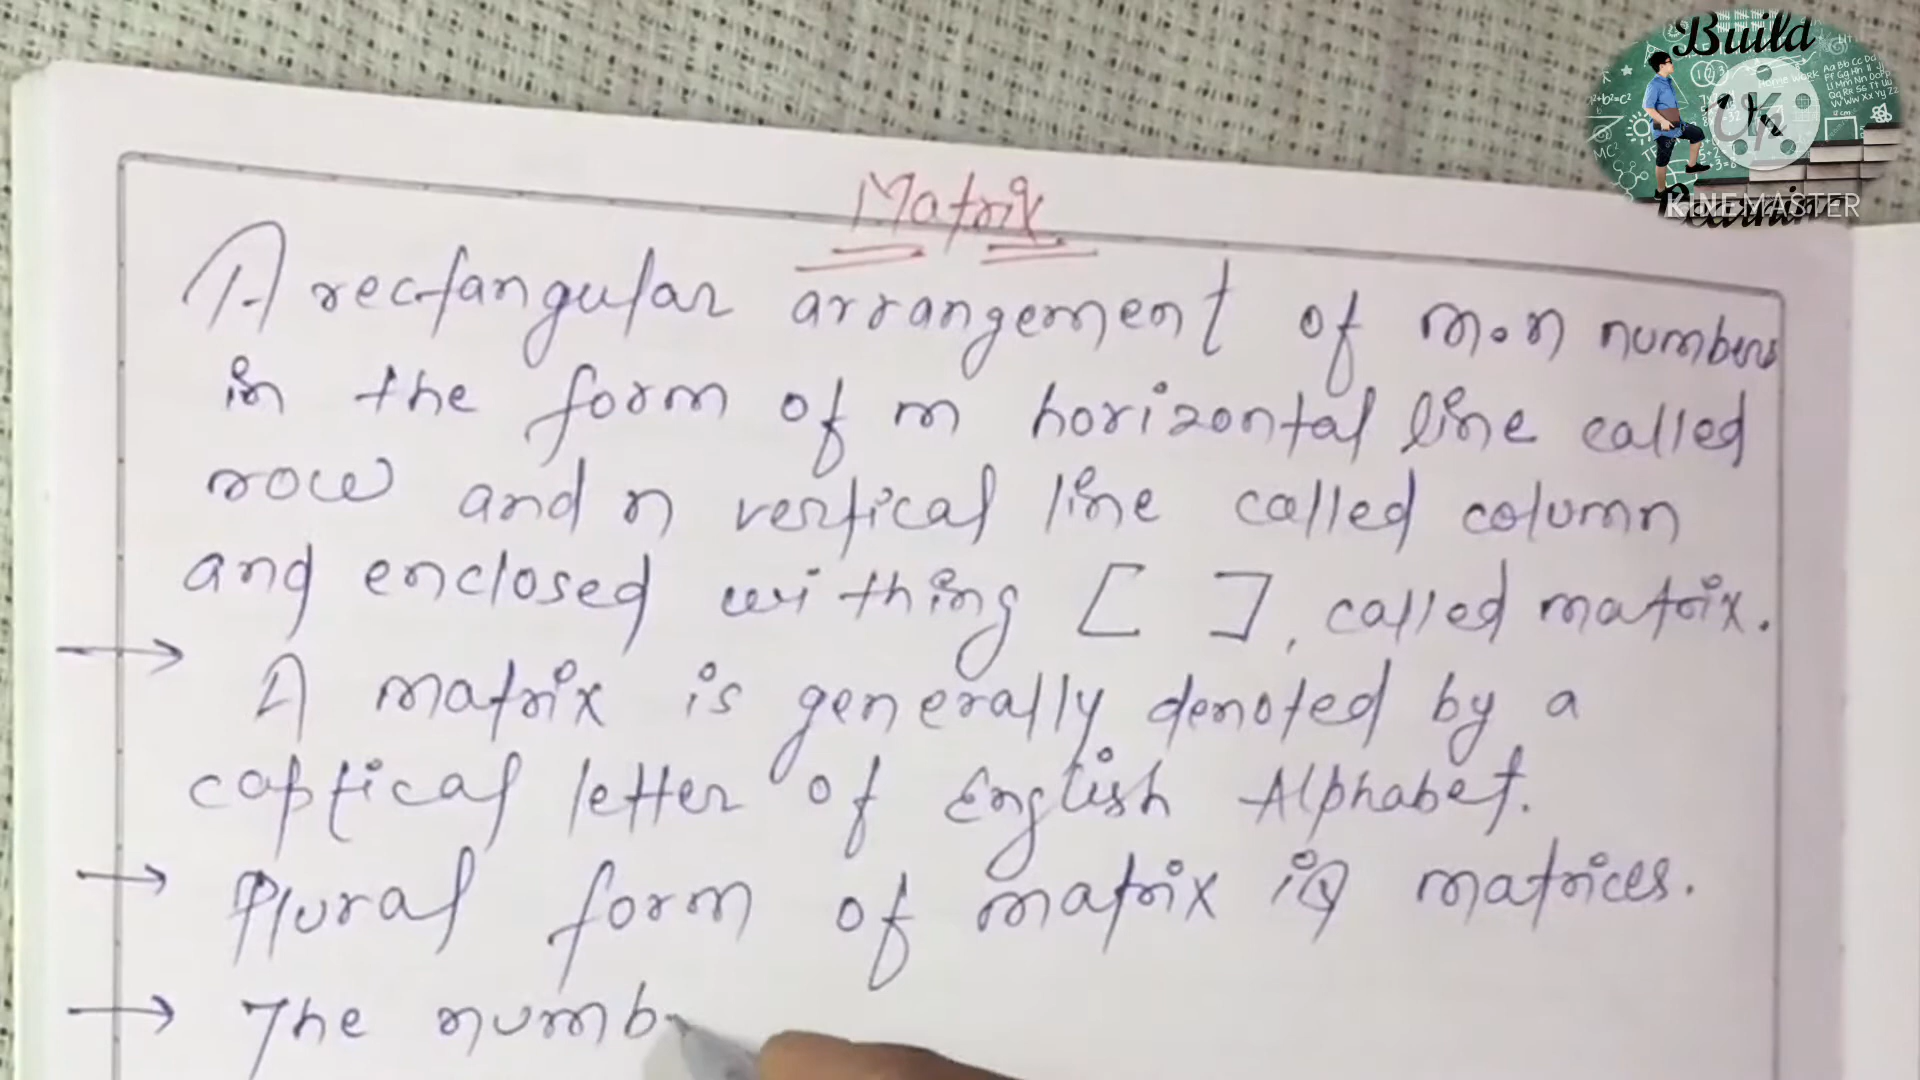 Build
Learning
KINEMASTER
Matrix
A rectangular arrangement of m.n numbers
in the form of m horizontal line called
row and n vertical line called column
and enclosed withing [ ], called matrix.
→ A matrix is generally denoted by a
captical letter of English Alphabet.
→ Plural form of matrix is matrices.
→ The numb